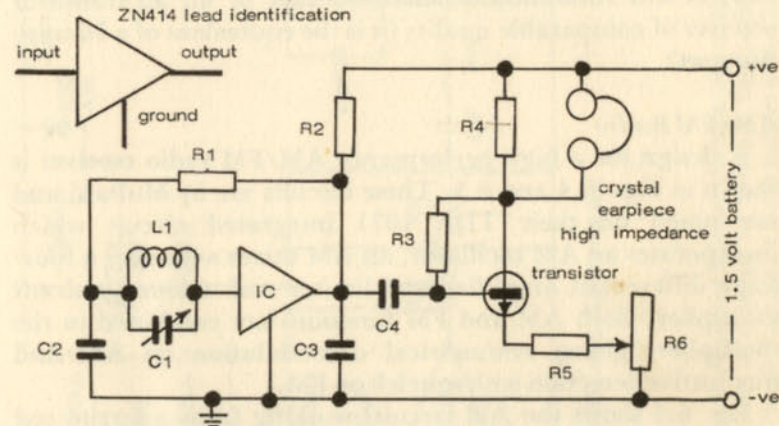 ZN414 lead identification
input
output
ground
+ve
R2
R4
R1
crystal
earpiece
high impedance
1.5 volt battery
L1
R3
transistor
IC
C4
C1
C2
C3
R5
R6
-ve